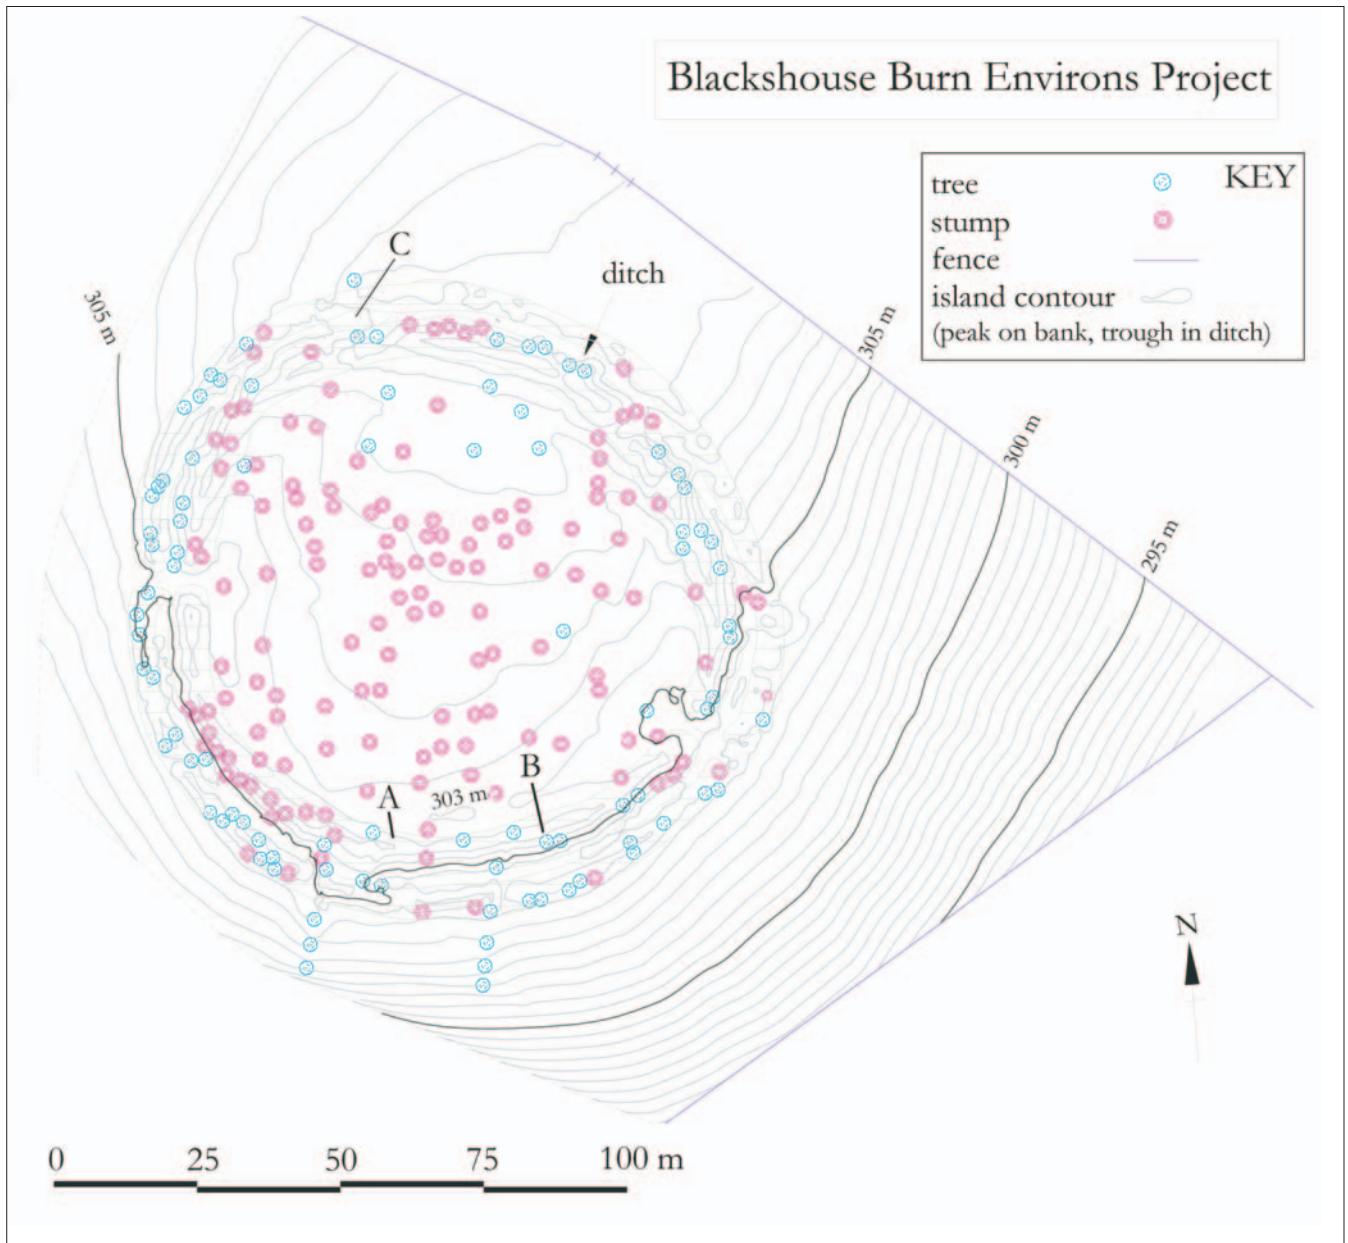 Blackshouse Burn Environs Project
KEY
tree
stump
fence
island contour
(peak on bank, trough in ditch)
C
ditch
305 m
305 m
300 m
295 m
B
A
303 m
N
0 25 50 75 100 m